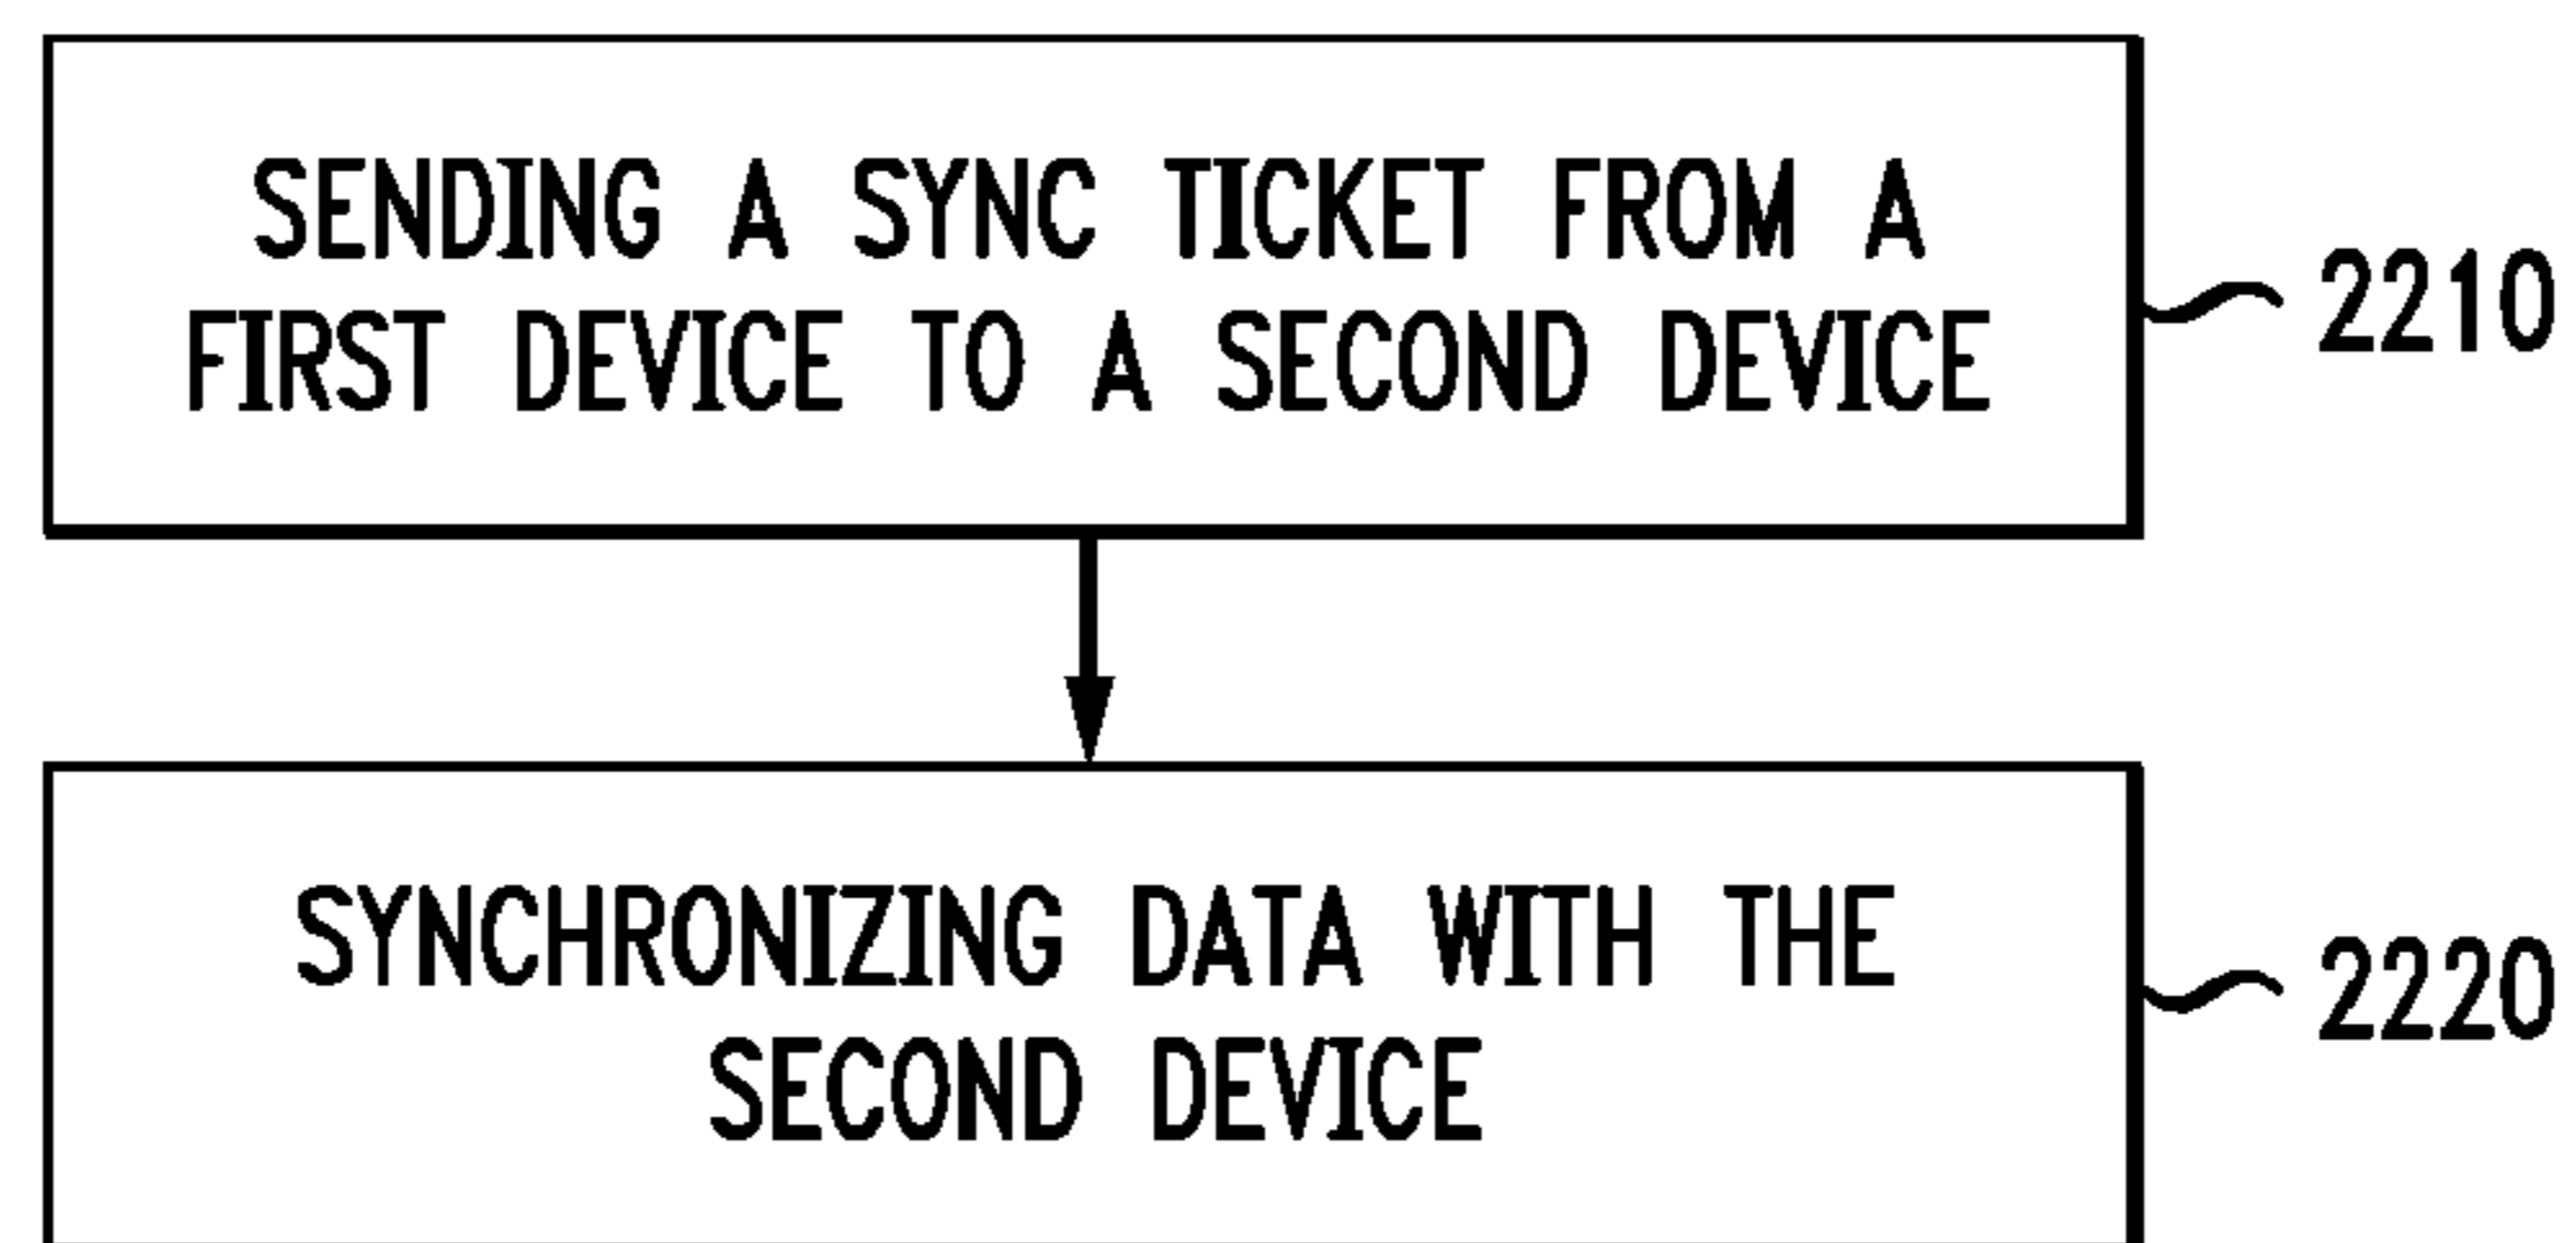 SENDING A SYNC TICKET FROM A
FIRST DEVICE TO A SECOND DEVICE
2210
SYNCHRONIZING DATA WITH THE
SECOND DEVICE
2220